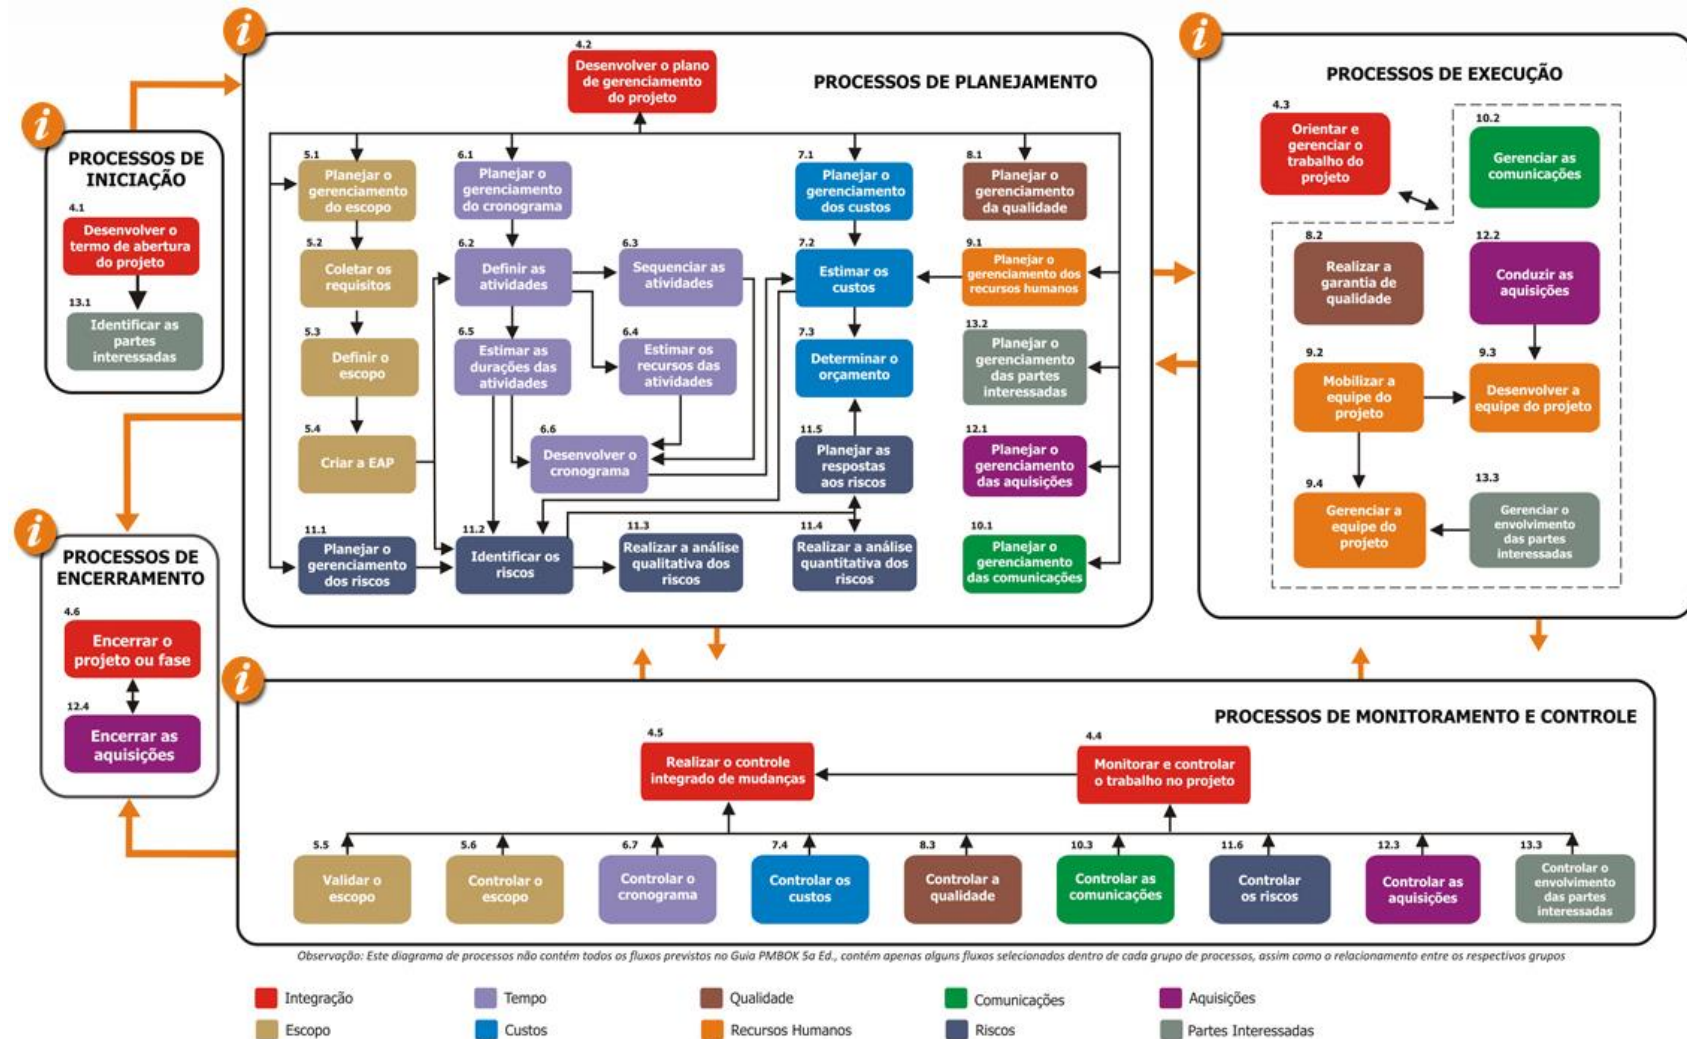 i
PROCESSOS DE
INICIAÇÃO
4.1
Desenvolver o
termo de abertura
do projeto
13.1
Identificar as
partes
interessadas
i
PROCESSOS DE PLANEJAMENTO
4.2
Desenvolver o plano
de gerenciamento
do projeto
5.1
Planejar o
gerenciamento
do escopo
6.1
Planejar o
gerenciamento
do cronograma
7.1
Planejar o
gerenciamento
dos custos
8.1
Planejar o
gerenciamento
da qualidade
5.2
Coletar os
requisitos
6.2
Definir as
atividades
6.3
Sequenciar as
atividades
7.2
Estimar os
custos
9.1
Planejar o
gerenciamento dos
recursos humanos
5.3
Definir o
escopo
6.5
Estimar as
durações das
atividades
6.4
Estimar os
recursos das
atividades
7.3
Determinar o
orçamento
13.2
Planejar o
gerenciamento
das partes
interessadas
5.4
Criar a EAP
6.6
Desenvolver o
cronograma
11.5
Planejar as
respostas
aos riscos
12.1
Planejar o
gerenciamento
das aquisições
11.1
Planejar o
gerenciamento
dos riscos
11.2
Identificar os
riscos
11.3
Realizar a análise
qualitativa dos
riscos
11.4
Realizar a análise
quantitativa dos
riscos
10.1
Planejar o
gerenciamento
das comunicações
i
PROCESSOS DE EXECUÇÃO
4.3
Orientar e
gerenciar o
trabalho do
projeto
10.2
Gerenciar as
comunicações
8.2
Realizar a
garantia de
qualidade
12.2
Conduzir as
aquisições
9.2
Mobilizar a
equipe do
projeto
9.3
Desenvolver a
equipe do projeto
9.4
Gerenciar a
equipe do
projeto
13.3
Gerenciar o
envolvimento
das partes
interessadas
i
PROCESSOS DE
ENCERRAMENTO
4.6
Encerrar o
projeto ou fase
12.4
Encerrar as
aquisições
i
PROCESSOS DE MONITORAMENTO E CONTROLE
4.5
Realizar o controle
integrado de mudanças
4.4
Monitorar e controlar
o trabalho no projeto
5.5
Validar o
escopo
5.6
Controlar o
escopo
6.7
Controlar o
cronograma
7.4
Controlar os
custos
8.3
Controlar a
qualidade
10.3
Controlar as
comunicações
11.6
Controlar
os riscos
12.3
Controlar as
aquisições
13.3
Controlar o
envolvimento
das partes
interessadas
Observação: Este diagrama de processos não contém todos os fluxos previstos no Guia PMBOK 5a Ed., contém apenas alguns fluxos selecionados dentro de cada grupo de processos, assim como o relacionamento entre os respectivos grupos
Integração
Tempo
Qualidade
Comunicações
Aquisições
Escopo
Custos
Recursos Humanos
Riscos
Partes Interessadas